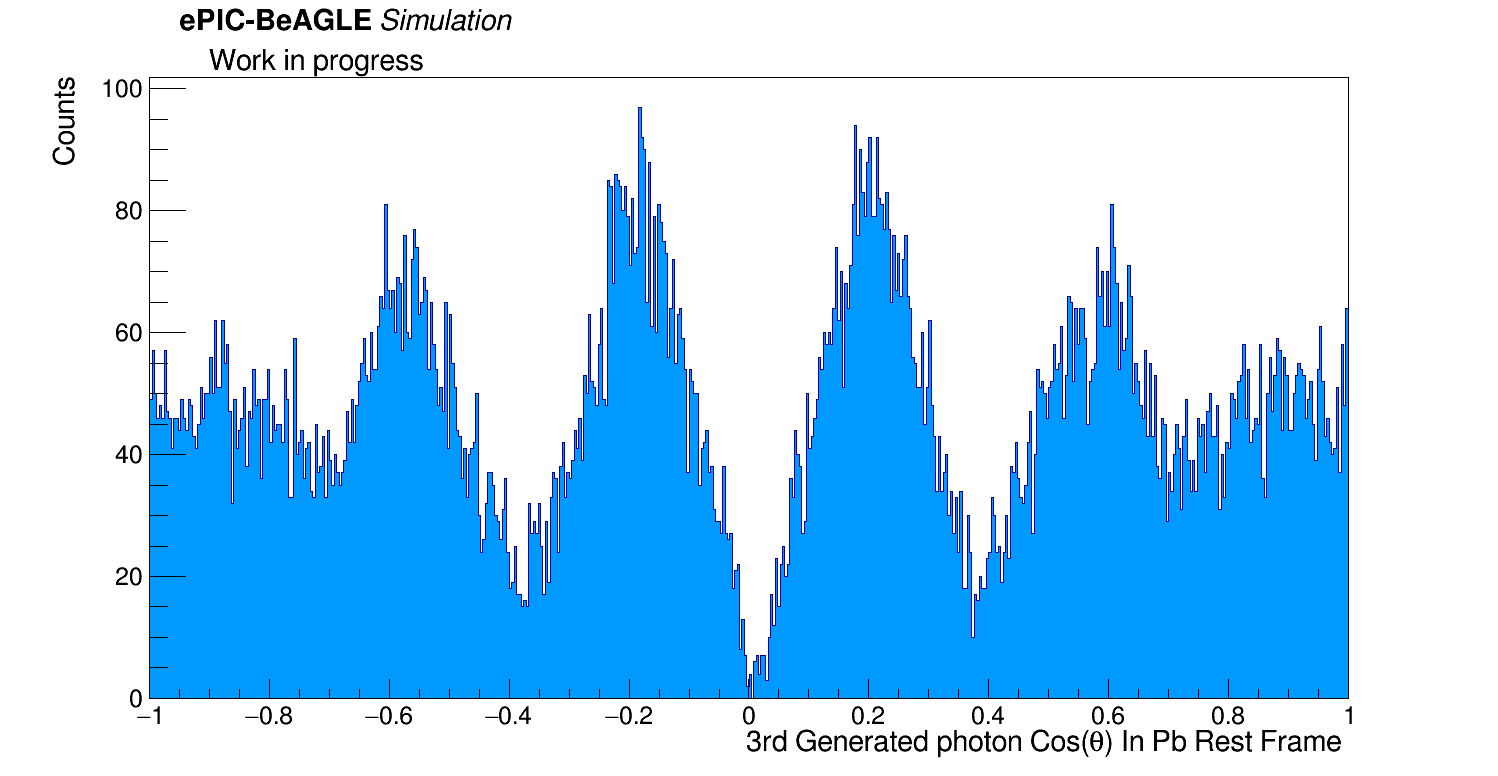 ePIC-BeAGLE Simulation
Work in progress
Counts
100
80
60
40
20
0
−1 −0.8 −0.6 −0.4 −0.2 0 0.2 0.4 0.6 0.8 1
3rd Generated photon Cos(θ) In Pb Rest Frame